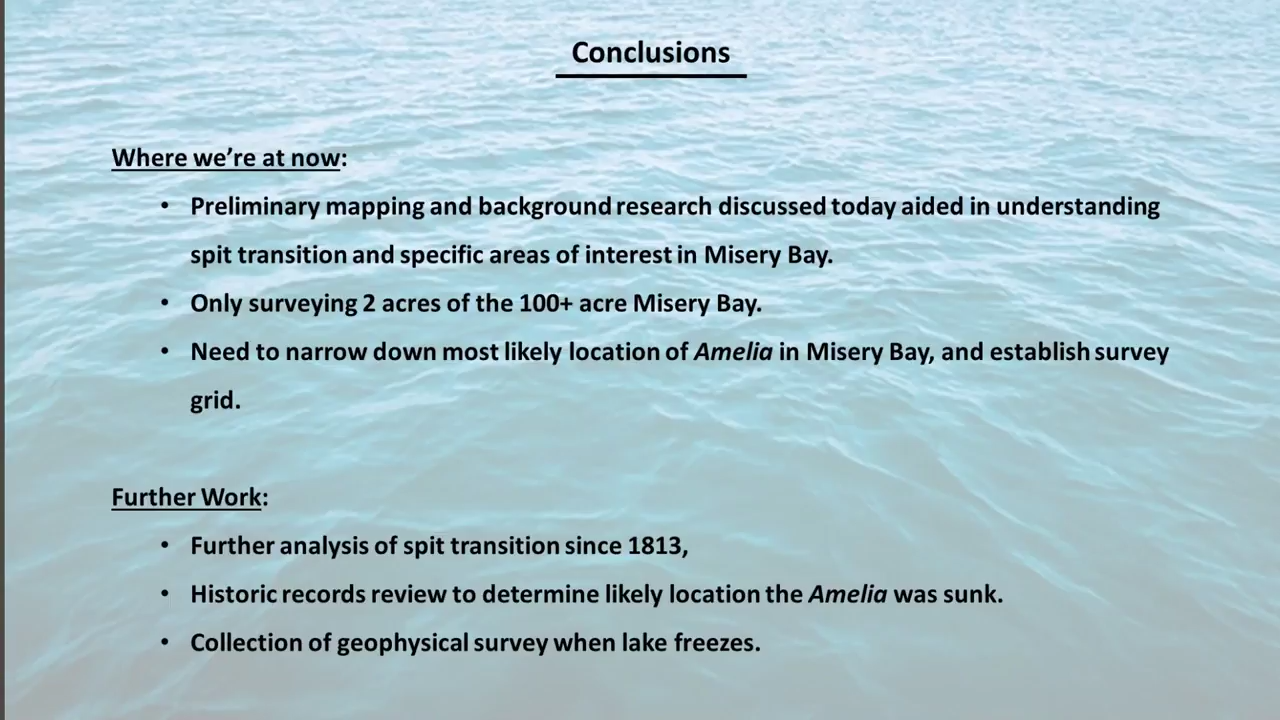 Conclusions
Where we're at now:
• Preliminary mapping and background research discussed today aided in understanding
spit transition and specific areas of interest in Misery Bay.
• Only surveying 2 acres of the 100+ acre Misery Bay.
• Need to narrow down most likely location of Amelia in Misery Bay, and establish survey
grid.
Further Work:
• Further analysis of spit transition since 1813,
• Historic records review to determine likely location the Amelia was sunk.
• Collection of geophysical survey when lake freezes.